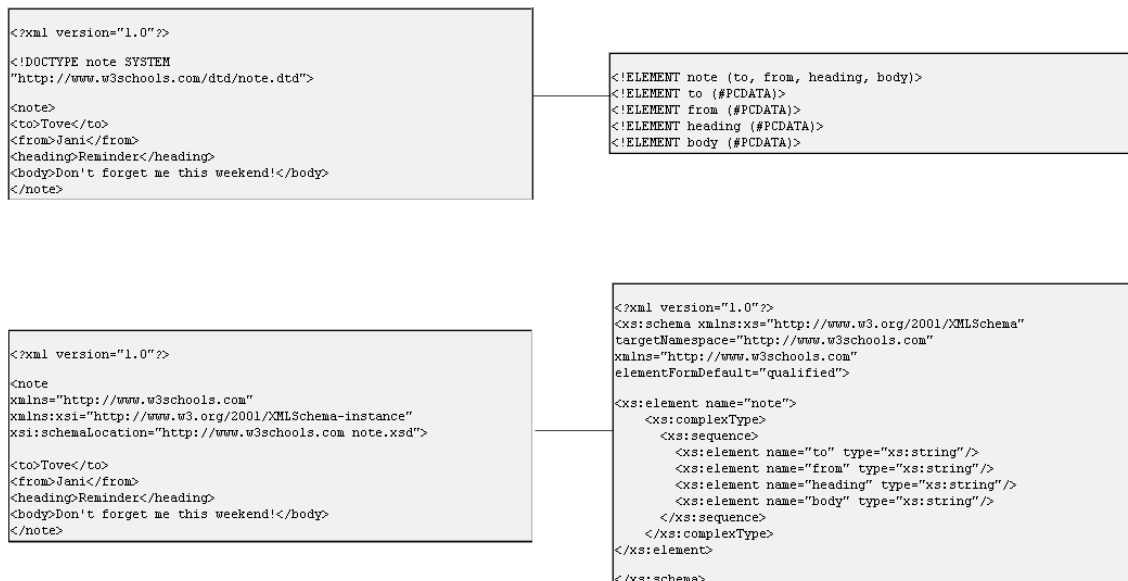 <?xml version="1.0"?>
<!DOCTYPE note SYSTEM
"http://www.w3schools.com/dtd/note.dtd">
<note>
<to>Tove</to>
<from>Jani</from>
<heading>Reminder</heading>
<body>Don't forget me this weekend!</body>
</note>
<!ELEMENT note (to, from, heading, body)>
<!ELEMENT to (#PCDATA)>
<!ELEMENT from (#PCDATA)>
<!ELEMENT heading (#PCDATA)>
<!ELEMENT body (#PCDATA)>
<?xml version="1.0"?>
<note
xmlns="http://www.w3schools.com"
xmlns:xsi="http://www.w3.org/2001/XMLSchema-instance"
xsi:schemaLocation="http://www.w3schools.com note.xsd">
<to>Tove</to>
<from>Jani</from>
<heading>Reminder</heading>
<body>Don't forget me this weekend!</body>
</note>
<?xml version="1.0"?>
<xs:schema xmlns:xs="http://www.w3.org/2001/XMLSchema"
targetNamespace="http://www.w3schools.com"
xmlns="http://www.w3schools.com"
elementFormDefault="qualified">
<xs:element name="note">
<xs:complexType>
<xs:sequence>
<xs:element name="to" type="xs:string"/>
<xs:element name="from" type="xs:string"/>
<xs:element name="heading" type="xs:string"/>
<xs:element name="body" type="xs:string"/>
</xs:sequence>
</xs:complexType>
</xs:element>
</xs:schema>